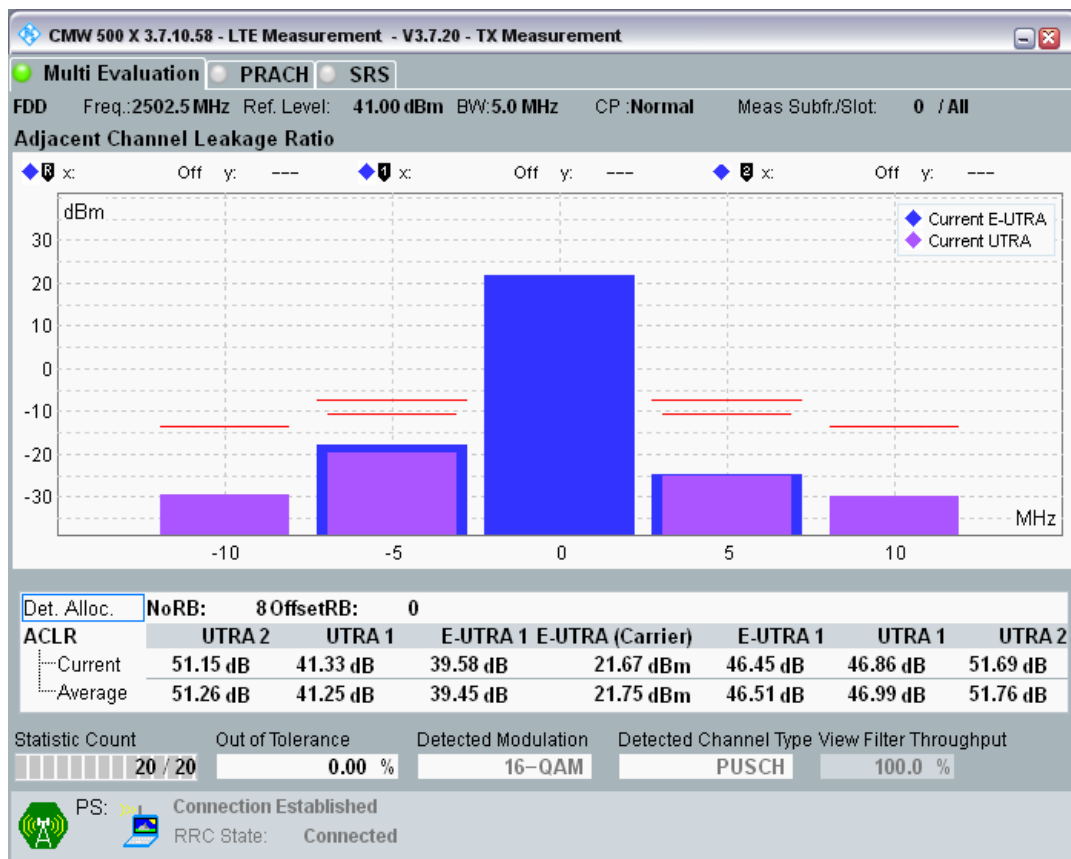 CMW 500 X 3.7.10.58 - LTE Measurement - V3.7.20 - TX Measurement
Multi Evaluation PRACH SRS
FDD Freq.:2502.5 MHz Ref. Level: 41.00 dBm BW:5.0 MHz CP :Normal Meas Subfr./Slot: 0 / All
Adjacent Channel Leakage Ratio
R x: Off y: --- 1 x: Off y: --- 2 x: Off y: ---
dBm
Current E-UTRA
Current UTRA
30
20
10
0
-10
-20
-30
MHz
-10 -5 0 5 10
Det. Alloc. NoRB: 8 OffsetRB: 0
ACLR UTRA 2 UTRA 1 E-UTRA 1 E-UTRA (Carrier) E-UTRA 1 UTRA 1 UTRA 2
Current 51.15 dB 41.33 dB 39.58 dB 21.67 dBm 46.45 dB 46.86 dB 51.69 dB
Average 51.26 dB 41.25 dB 39.45 dB 21.75 dBm 46.51 dB 46.99 dB 51.76 dB
Statistic Count Out of Tolerance Detected Modulation Detected Channel Type View Filter Throughput
20 / 20 0.00 % 16-QAM PUSCH 100.0 %
PS: Connection Established
RRC State: Connected